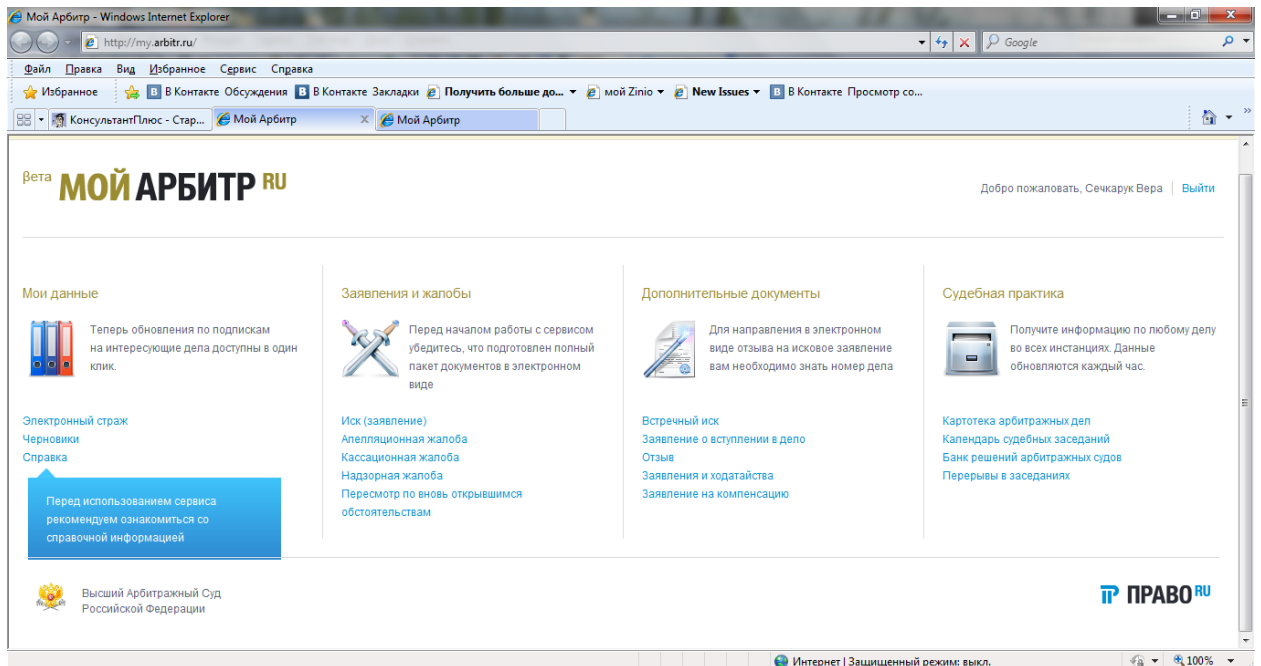 Мой Арбитр - Windows Internet Explorer
http://my.arbitr.ru/
Google
Файл Правка Вид Избранное Сервис Справка
Избранное В Контакте Обсуждения В Контакте Закладки Получить больше до... мой Zinio New Issues В Контакте Просмотр со...
КонсультантПлюс - Стар... Мой Арбитр Мой Арбитр
βета МОЙ АРБИТР RU
Добро пожаловать, Сечкарук Вера Выйти
Мои данные
Теперь обновления по подпискам
на интересующие дела доступны в один
клик.
Электронный страж
Черновики
Справка
Перед использованием сервиса
рекомендуем ознакомиться со
справочной информацией
Заявления и жалобы
Перед началом работы с сервисом
убедитесь, что подготовлен полный
пакет документов в электронном
виде
Иск (заявление)
Апелляционная жалоба
Кассационная жалоба
Надзорная жалоба
Пересмотр по вновь открывшимся
обстоятельствам
Дополнительные документы
Для направления в электронном
виде отзыва на исковое заявление
вам необходимо знать номер дела
Встречный иск
Заявление о вступлении в дело
Отзыв
Заявления и ходатайства
Заявление на компенсацию
Судебная практика
Получите информацию по любому делу
во всех инстанциях. Данные
обновляются каждый час.
Картотека арбитражных дел
Календарь судебных заседаний
Банк решений арбитражных судов
Перерывы в заседаниях
Высший Арбитражный Суд
Российской Федерации
ПРАВО RU
Интернет | Защищенный режим: выкл.
100%